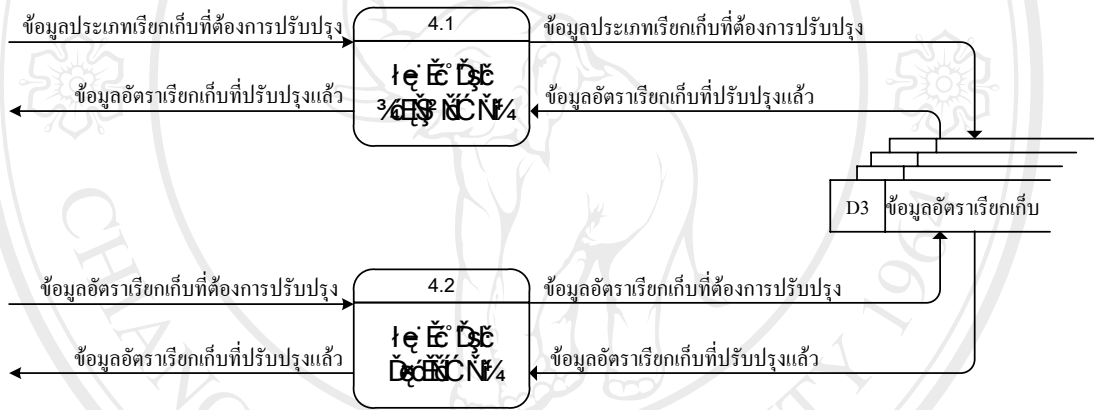 ข้อมูลประเภทเรียกเก็บที่ต้องการปรับปรุง
4.1
ข้อมูลประเภทเรียกเก็บที่ต้องการปรับปรุง
ข้อมูลอัตราเรียกเก็บที่ปรับปรุงแล้ว
ข้อมูลอัตราเรียกเก็บที่ปรับปรุงแล้ว
D3 ข้อมูลอัตราเรียกเก็บ
ข้อมูลอัตราเรียกเก็บที่ต้องการปรับปรุง
4.2
ข้อมูลอัตราเรียกเก็บที่ต้องการปรับปรุง
ข้อมูลอัตราเรียกเก็บที่ปรับปรุงแล้ว
ข้อมูลอัตราเรียกเก็บที่ปรับปรุงแล้ว
CHIANG
TY 1964